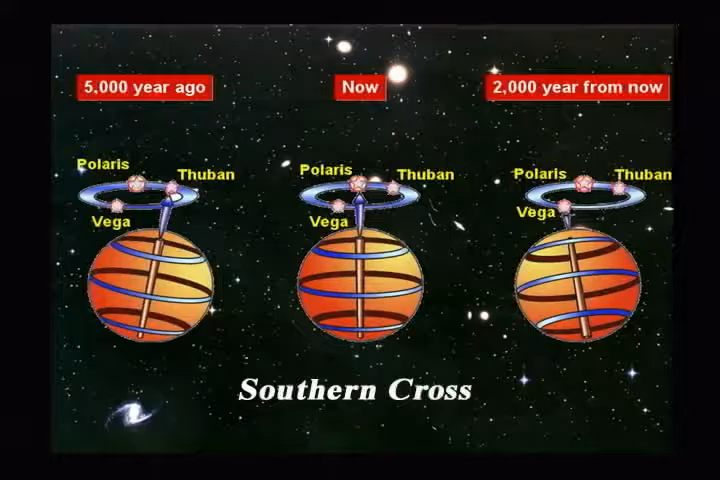 5,000 year ago
Now
2,000 year from now
Polaris
Thuban
Vega
Polaris
Thuban
Vega
Polaris
Thuban
Vega
Southern Cross